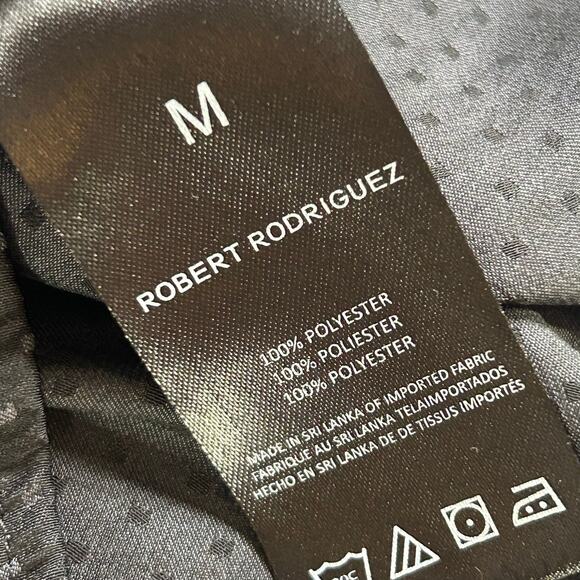 M
ROBERT RODRIGUEZ
100% POLYESTER
100% POLIESTER
100% POLYESTER
MADE IN SRI LANKA OF IMPORTED FABRIC
FABRIQUE AU SRI LANKA TELAIMPORTADOS
HECHO EN SRI LANKA DE DE TISSUS IMPORTÉS